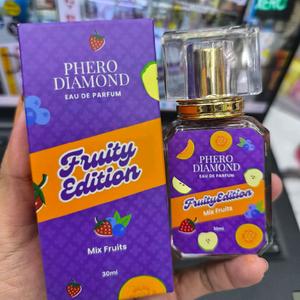 PHERO
DIAMOND
EAU DE PARFUM
Fruity
Edition
Mix Fruits
30ml
PHERO
DIAMOND
EAU DE PARFUM
Fruity Edition
Mix Fruits
30ml